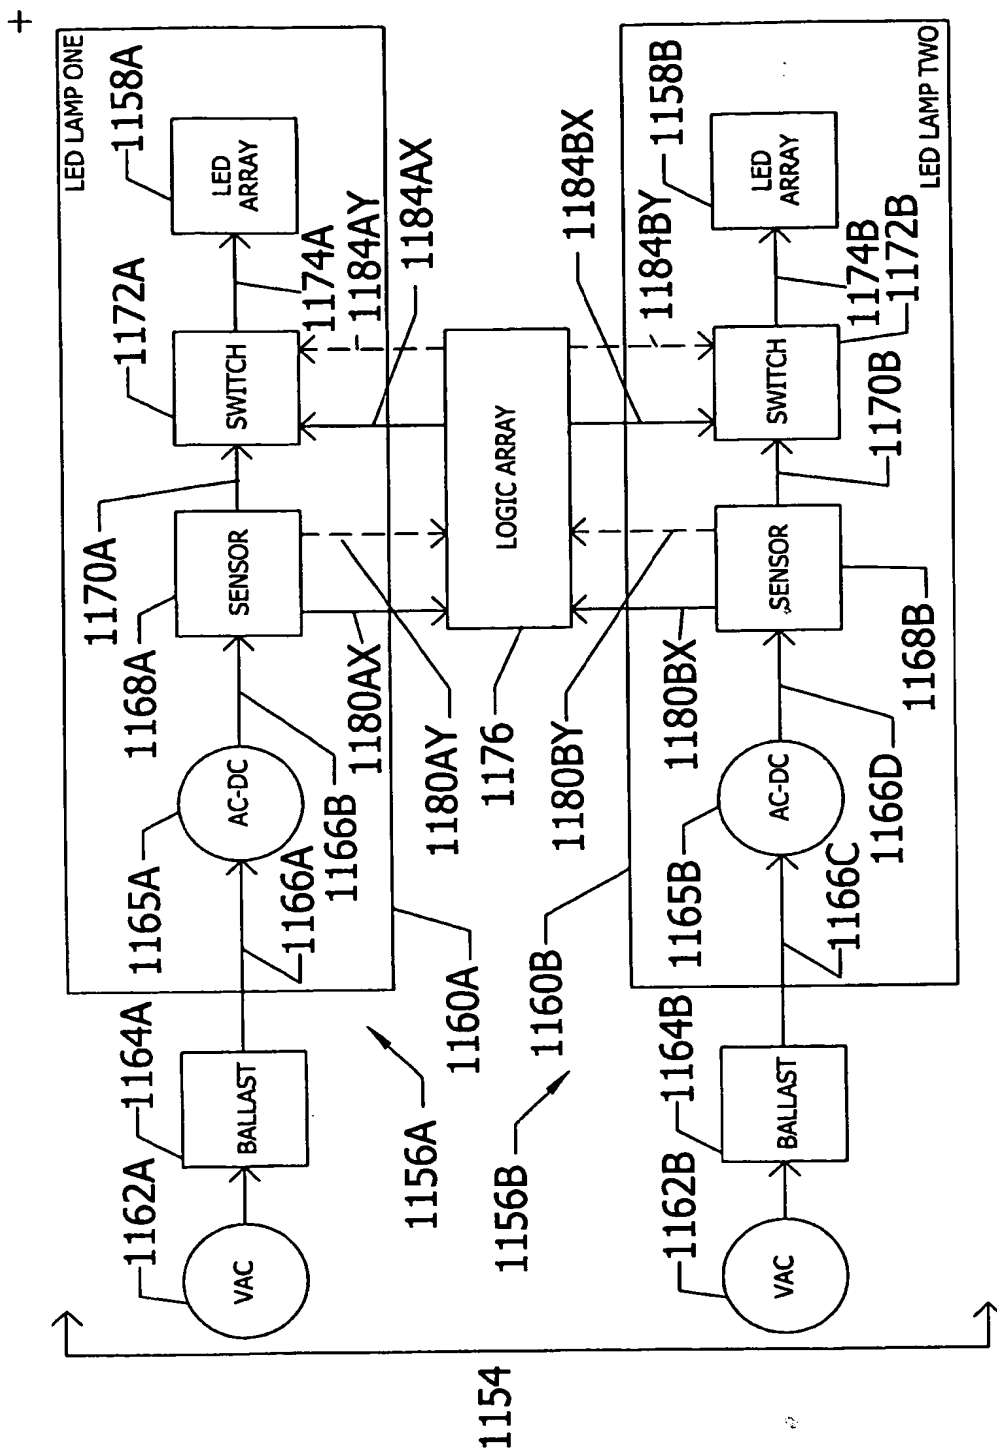 LED LAMP ONE
1162A
1164A
1165A
1168A
1170A
1172A
1158A
VAC
BALLAST
AC-DC
SENSOR
SWITCH
LED
ARRAY
1166A
1166B
1180AX
1174A
1184AY
1184AX
1160A
1180AY
1156A
1154
1176
LOGIC ARRAY
1156B
1160B
1180BY
1184BX
1162B
1164B
1165B
1180BX
1184BY
1158B
VAC
BALLAST
AC-DC
SENSOR
SWITCH
LED
ARRAY
1166C
1166D
1168B
1170B
1174B
1172B
LED LAMP TWO